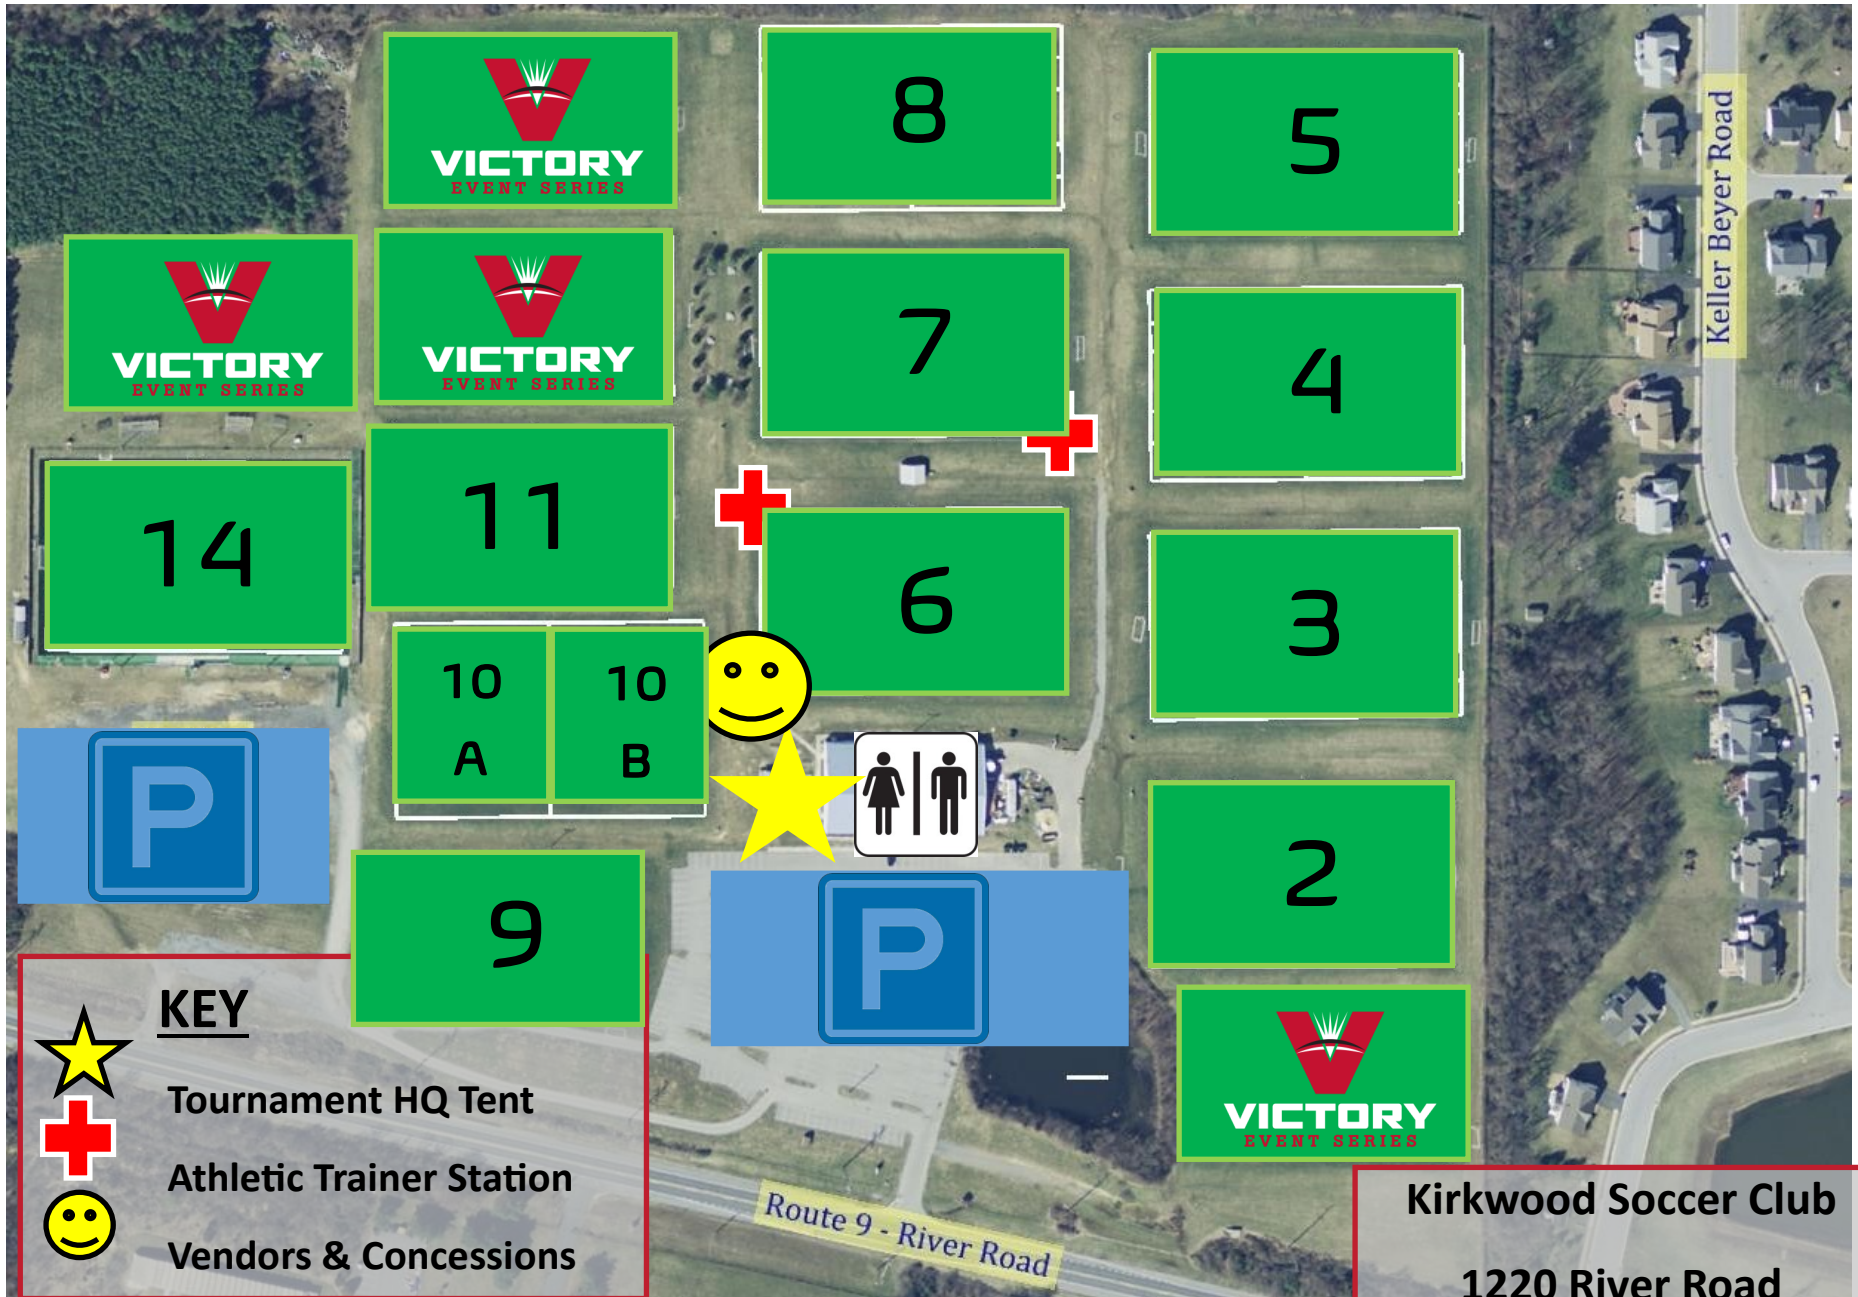 VICTORY
EVENT SERIES
8
5
Keller Beyer Road
VICTORY
EVENT SERIES
VICTORY
EVENT SERIES
7
4
14
11
6
3
10
A
10
B
P
9
P
2
VICTORY
EVENT SERIES
KEY
Tournament HQ Tent
Athletic Trainer Station
Vendors & Concessions
Route 9 - River Road
Kirkwood Soccer Club
1220 River Road